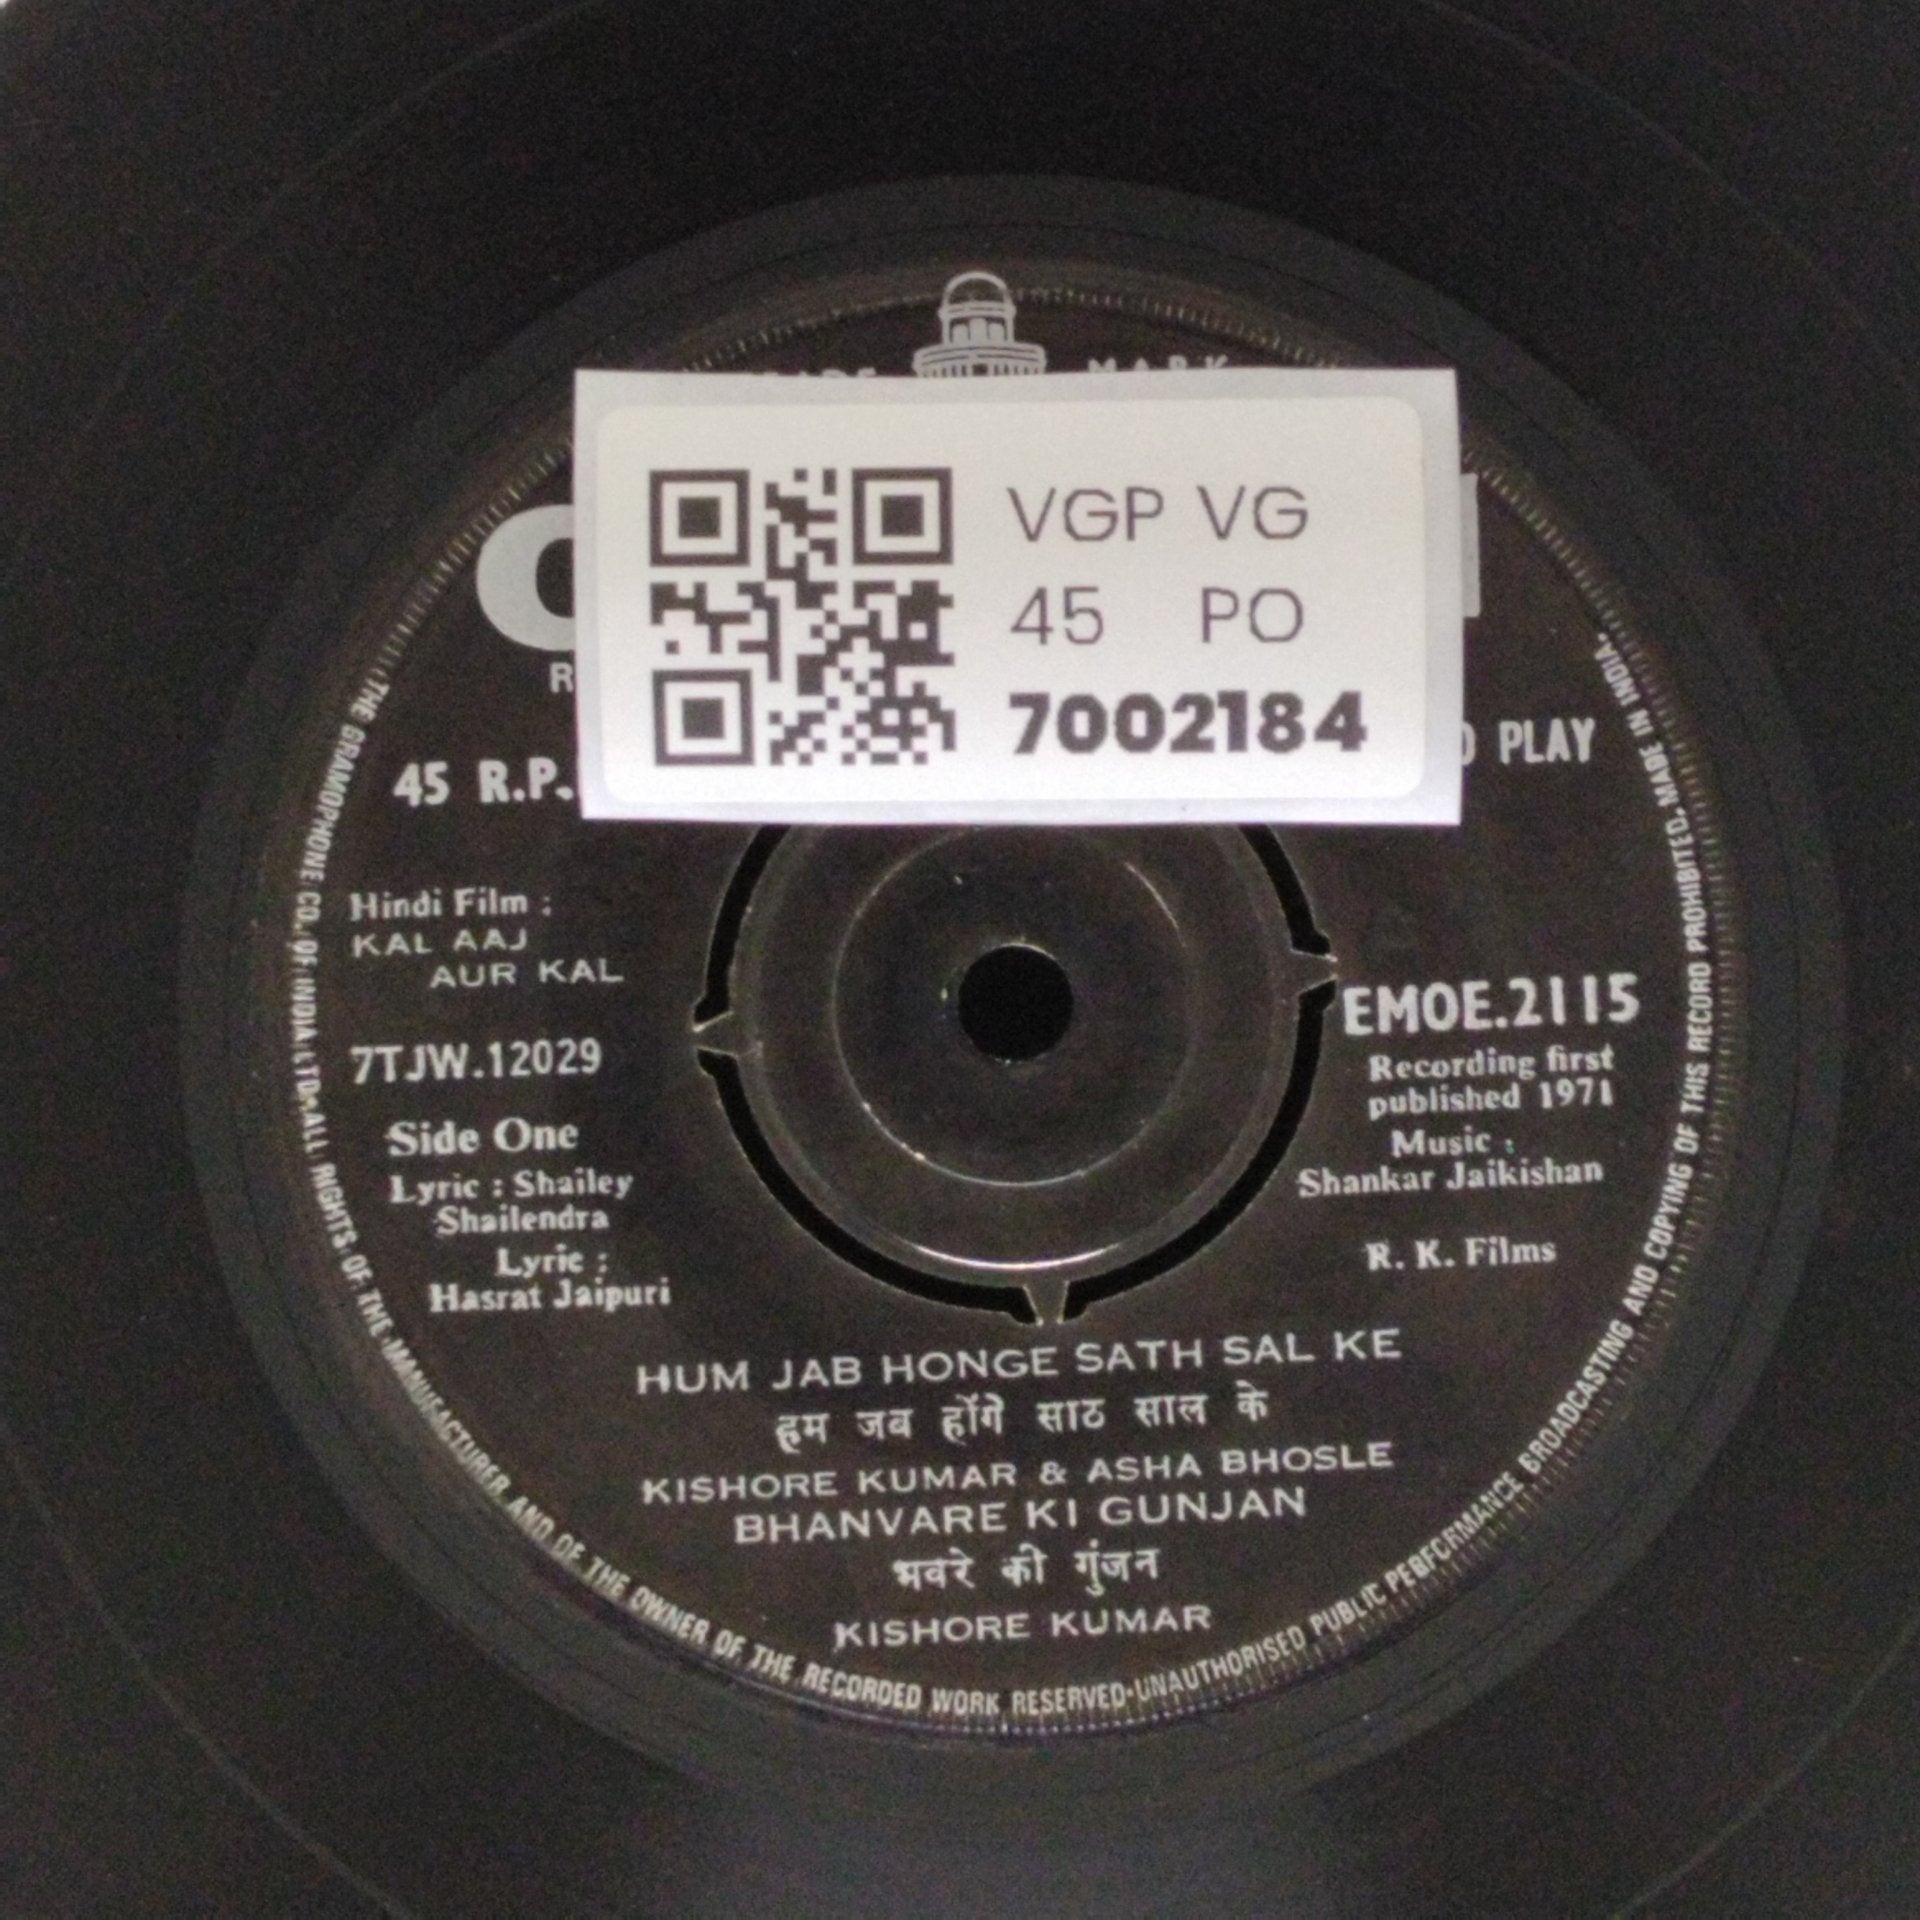 MARK
VGP VG
45 PO
7002184
45 R.P.
PLAY
Hindi Film :
KAL AAJ
AUR KAL
7TJW.12029
Side One
Lyric : Shailey
Shailendra
Lyric :
Hasrat Jaipuri
EMOE.2115
Recording first
published 1971
Music :
Shankar Jaikishan
R. K. Films
HUM JAB HONGE SATH SAL KE
हम जब होंगे साठ साल के
KISHORE KUMAR & ASHA BHOSLE
BHANVARE KI GUNJAN
भवरे की गुंजन
KISHORE KUMAR
THE GRAMOPHONE CO. OF INDIA LTD. ALL RIGHTS OF THE MANUFACTURER AND OF THE OWNER OF THE RECORDED WORK RESERVED·UNAUTHORISED PUBLIC PERFORMANCE BROADCASTING AND COPYING OF THIS RECORD PROHIBITED. MADE IN INDIA.